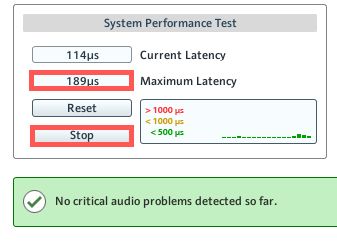 System Performance Test
114µs Current Latency
189µs Maximum Latency
Reset
Stop
> 1000 µs
< 1000 µs
< 500 µs
No critical audio problems detected so far.